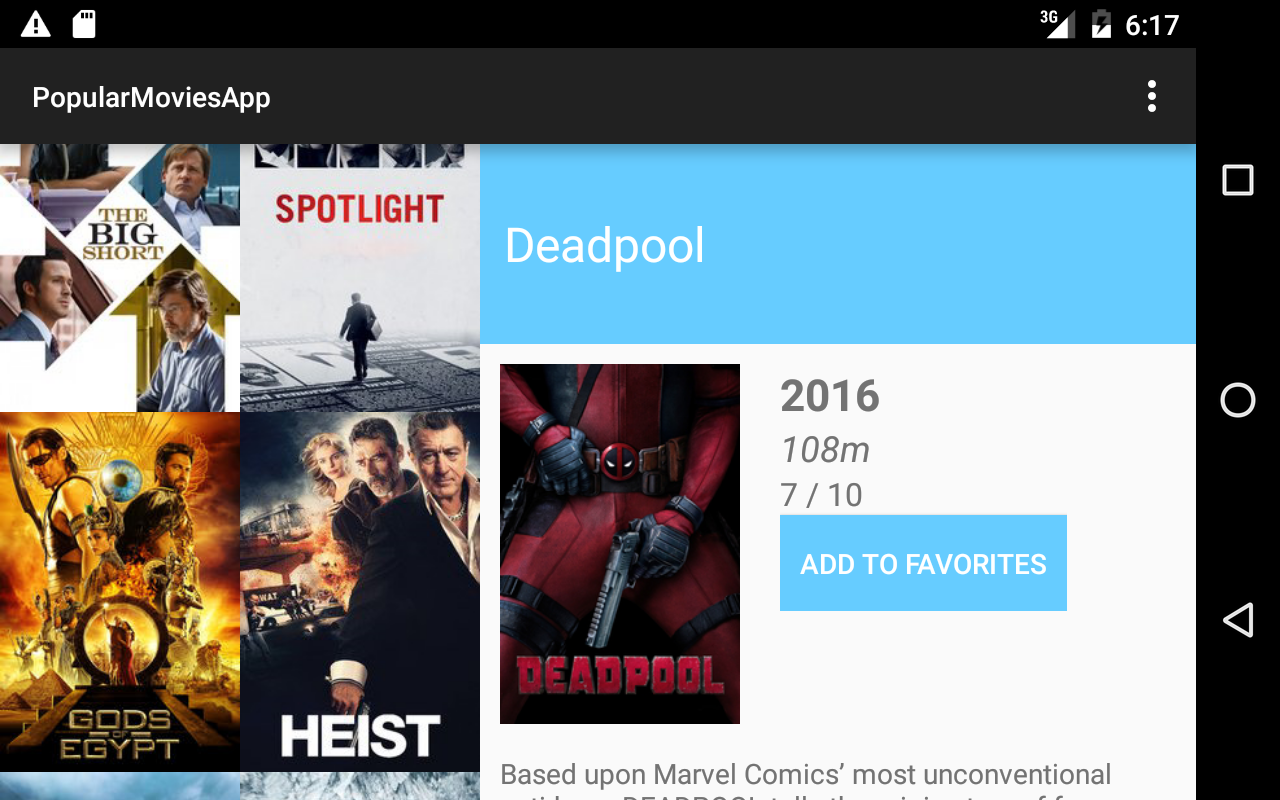 3G 6:17
PopularMoviesApp
THE
BIG
SHORT
SPOTLIGHT
GODS
OF
EGYPT
SWAT
HEIST
Deadpool
DEADPOOL
2016
108m
7 / 10
ADD TO FAVORITES
Based upon Marvel Comics’ most unconventional